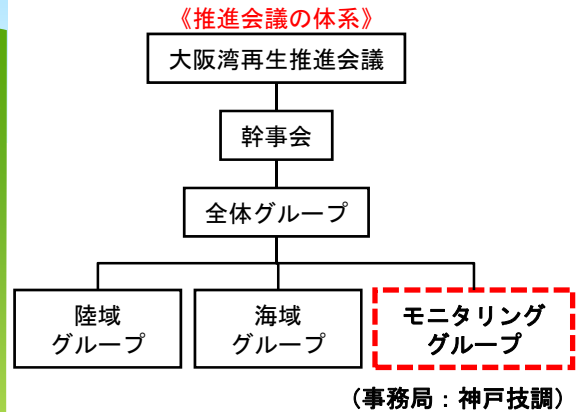 《推進会議の体系》
大阪湾再生推進会議
幹事会
全体グループ
陸域
グループ
海域
グループ
モニタリング
グループ
（事務局：神戸技調）